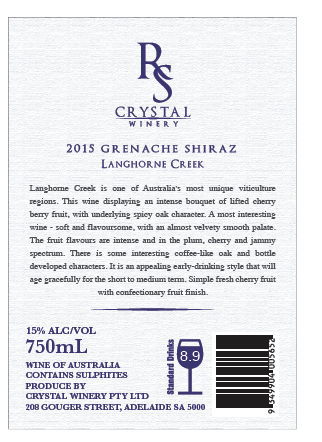 RS
CRYSTAL
WINERY
2015 GRENACHE SHIRAZ
LANGHORNE CREEK
Langhorne Creek is one of Australia's most unique viticulture
regions. This wine displaying an intense bouquet of lifted cherry
berry fruit, with underlying spicy oak character. A most interesting
wine - soft and flavoursome, with an almost velvety smooth palate.
The fruit flavours are intense and in the plum, cherry and jammy
spectrum. There is some interesting coffee-like oak and bottle
developed characters. It is an appealing early-drinking style that will
age gracefully for the short to medium term. Simple fresh cherry fruit
with confectionary fruit finish.
15% ALC/VOL
750mL
WINE OF AUSTRALIA
CONTAINS SULPHITES
PRODUCE BY
CRYSTAL WINERY PTY LTD
208 GOUGER STREET, ADELAIDE SA 5000
Standard Drinks
8.9
9 349904 005652